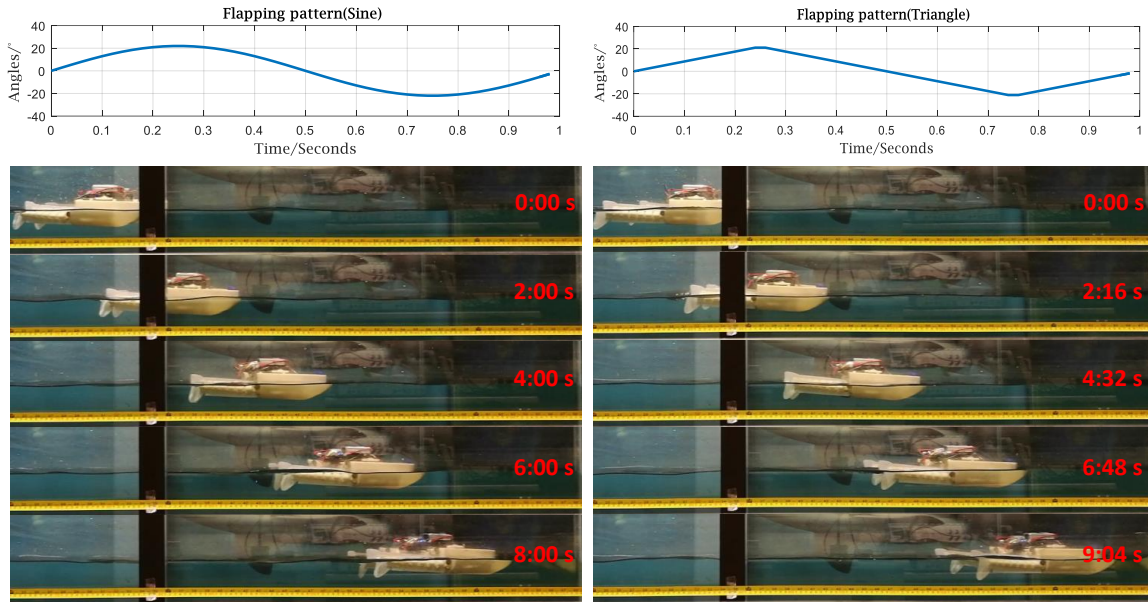 Flapping pattern(Sine)
40
20
0
-20
-40
Angles/°
0 0.1 0.2 0.3 0.4 0.5 0.6 0.7 0.8 0.9 1
Time/Seconds
Flapping pattern(Triangle)
40
20
0
-20
-40
Angles/°
0 0.1 0.2 0.3 0.4 0.5 0.6 0.7 0.8 0.9 1
Time/Seconds
0:00 s
2:00 s
4:00 s
6:00 s
8:00 s
0:00 s
2:16 s
4:32 s
6:48 s
9:04 s